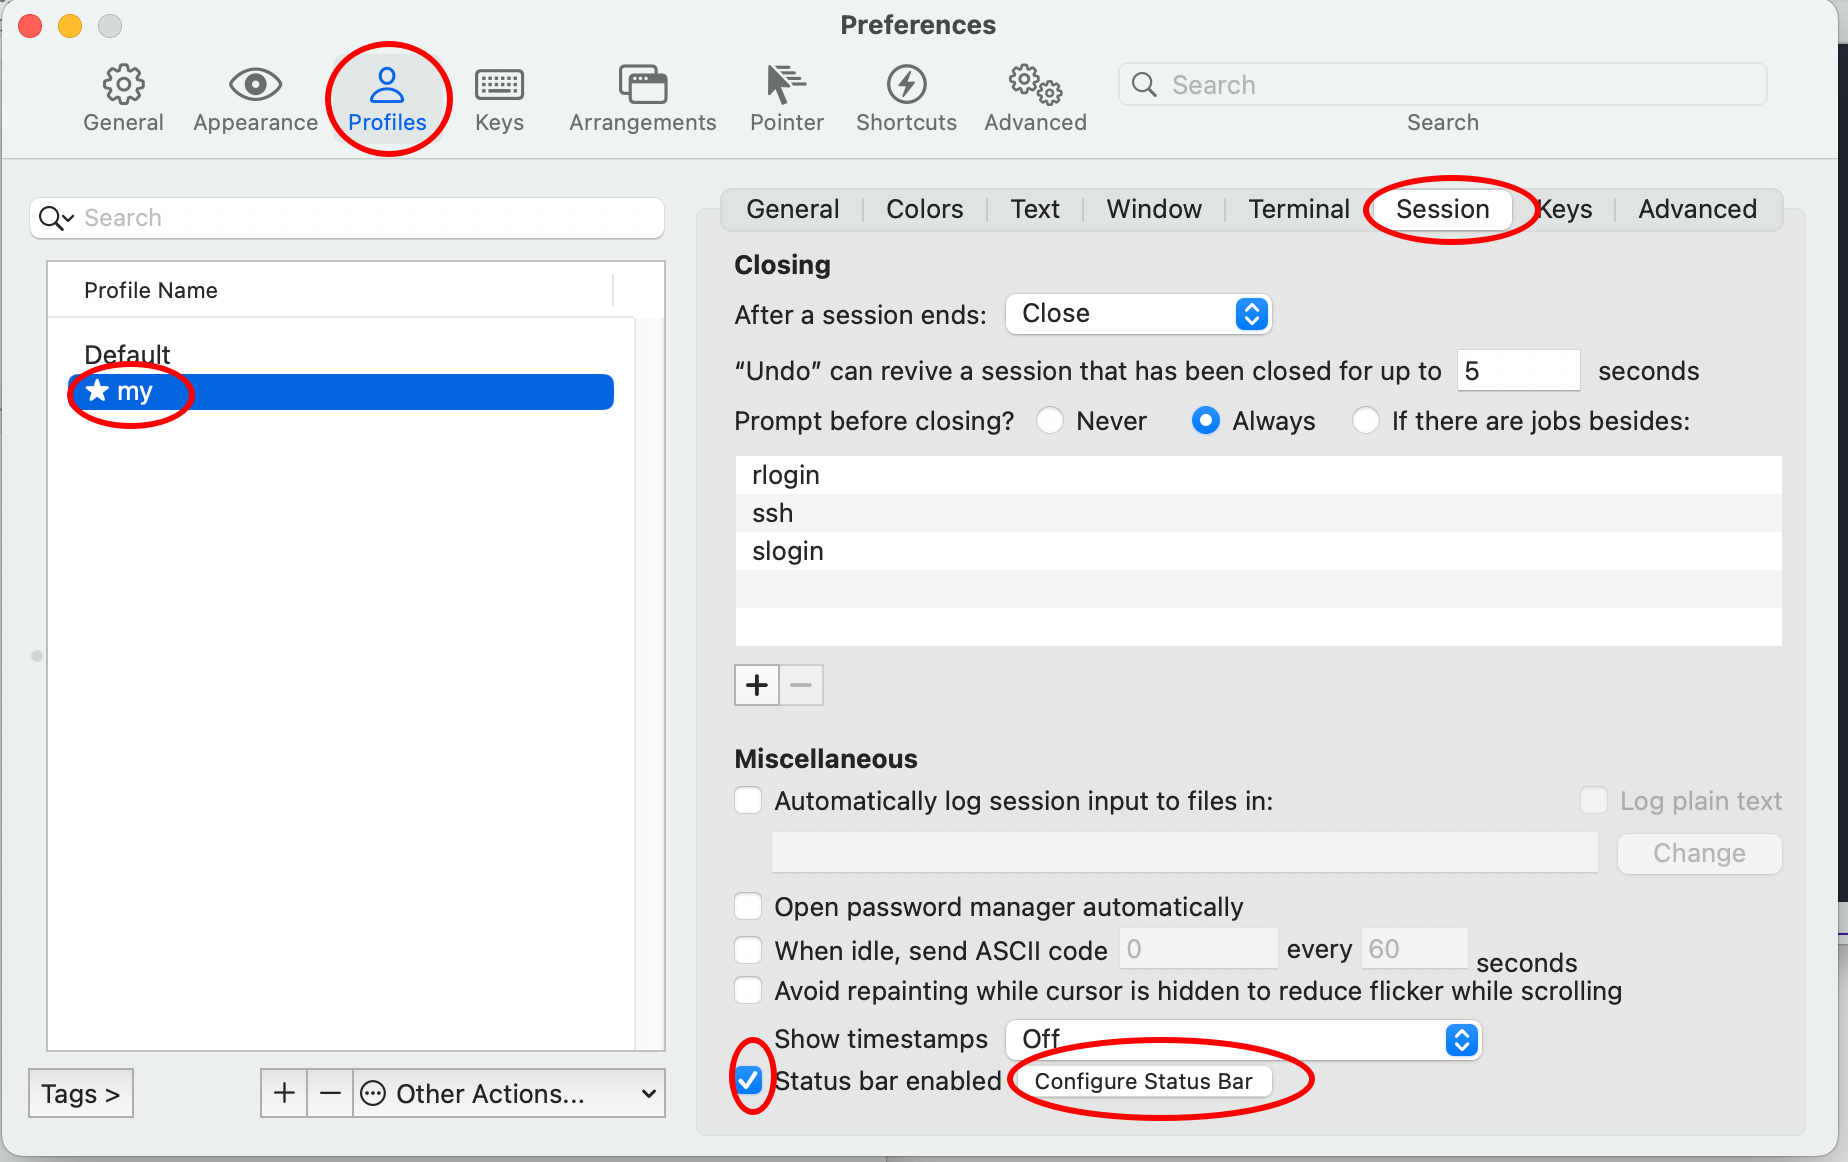 Preferences
General Appearance Profiles Keys Arrangements Pointer Shortcuts Advanced Search
Search
Search
Profile Name
Default
★ my
Tags >
+ − Other Actions...
General Colors Text Window Terminal Session Keys Advanced
Closing
After a session ends: Close
“Undo” can revive a session that has been closed for up to 5 seconds
Prompt before closing? Never Always If there are jobs besides:
rlogin
ssh
slogin
+ −
Miscellaneous
Automatically log session input to files in: Log plain text
Change
Open password manager automatically
When idle, send ASCII code 0 every 60 seconds
Avoid repainting while cursor is hidden to reduce flicker while scrolling
Show timestamps Off
Status bar enabled Configure Status Bar